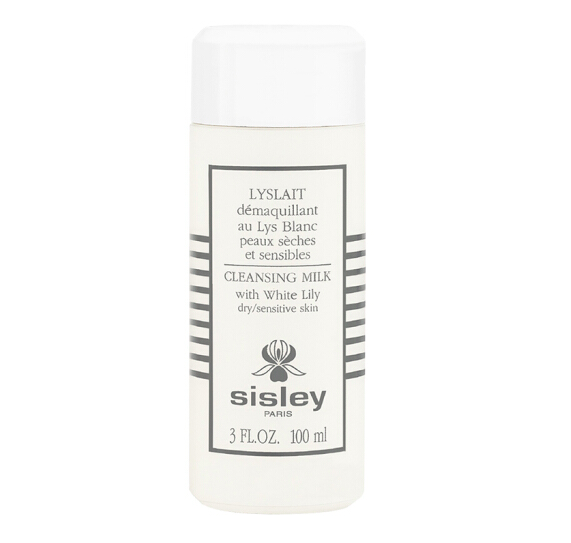 LYSLAIT
démaquillant
au Lys Blanc
peaux sèches
et sensibles
CLEANSING MILK
with White Lily
dry/sensitive skin
sisley
PARIS
3 FL.OZ. 100 ml